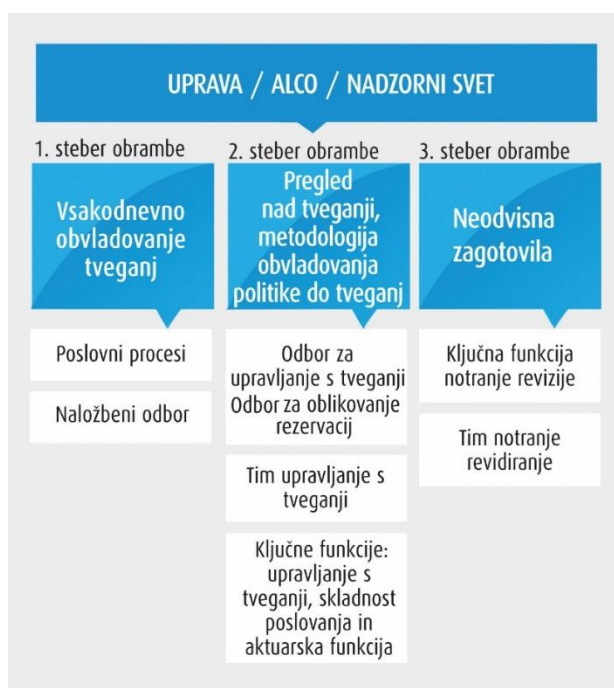 UPRAVA / ALCO / NADZORNI SVET
1. steber obrambe
Vsakodnevno
obvladovanje
tveganj
Poslovni procesi
Naložbeni odbor
2. steber obrambe
Pregled
nad tveganji,
metodologija
obvladovanja
politike do tveganj
Odbor za
upravljanje s tveganji
Odbor za oblikovanje
rezervacij
Tim upravljanje s
tveganji
Ključne funkcije:
upravljanje s
tveganji, skladnost
poslovanja in
aktuarska funkcija
3. steber obrambe
Neodvisna
zagotovila
Ključna funkcija
notranje revizije
Tim notranje
revidiranje